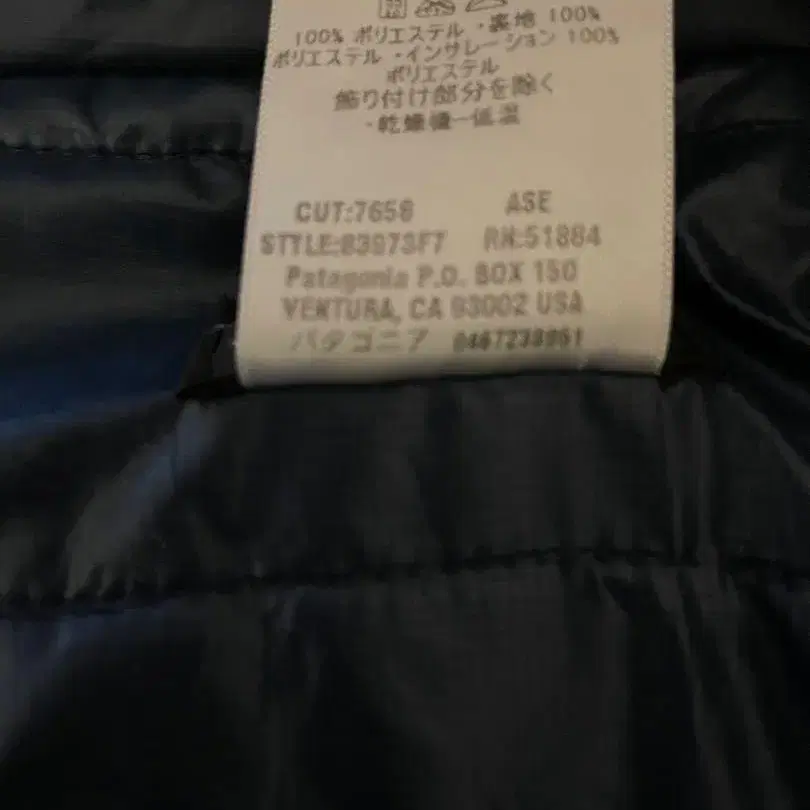 100% ポリエステル ・裏地 100%
ポリエステル ・インサレーション 100%
ポリエステル
飾り付け部分を除く
・乾燥機ー低温
CUT:7658 ASE
STYLE:83973F7 RN:51884
Patagonia P.O. BOX 150
VENTURA, CA 93002 USA
パタゴニア 0467238961